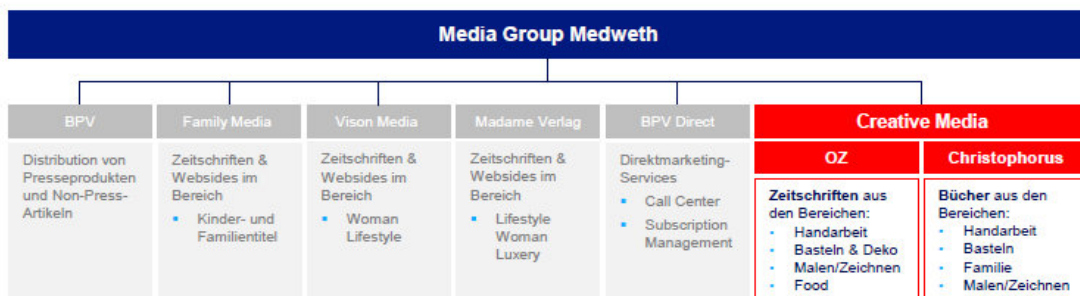 Media Group Medweth
BPV
Distribution von
Presseprodukten
und Non-Press-
Artikeln
Family Media
Zeitschriften &
Websides im
Bereich
Kinder- und
Familientitel
Vison Media
Zeitschriften &
Websides im
Bereich
Woman
Lifestyle
Madame Verlag
Zeitschriften &
Websides im
Bereich
Lifestyle
Woman
Luxery
BPV Direct
Direktmarketing-
Services
Call Center
Subscription
Management
Creative Media
OZ
Zeitschriften aus
den Bereichen:
Handarbeit
Basteln & Deko
Malen/Zeichnen
Food
Christophorus
Bücher aus den
Bereichen:
Handarbeit
Basteln
Familie
Malen/Zeichnen